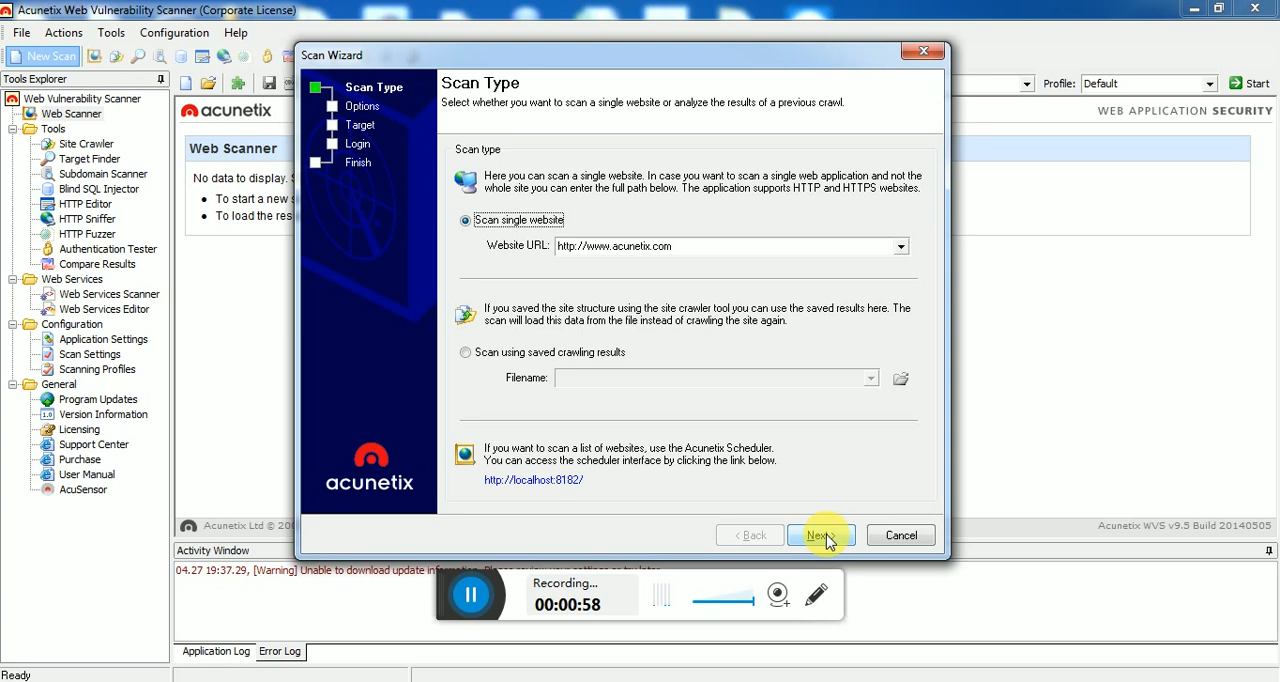 Acunetix Web Vulnerability Scanner (Corporate License)
File Actions Tools Configuration Help
New Scan
Tools Explorer
Web Vulnerability Scanner
Web Scanner
Tools
Site Crawler
Target Finder
Subdomain Scanner
Blind SQL Injector
HTTP Editor
HTTP Sniffer
HTTP Fuzzer
Authentication Tester
Compare Results
Web Services
Web Services Scanner
Web Services Editor
Configuration
Application Settings
Scan Settings
Scanning Profiles
General
Program Updates
Version Information
Licensing
Support Center
Purchase
User Manual
AcuSensor
Profile: Default Start
acunetix WEB APPLICATION SECURITY
Web Scanner
No data to display.
To start a new
To load the res
Acunetix Ltd © Acunetix WVS v9.5 Build 20140505
Scan Wizard
Scan Type
Options
Target
Login
Finish
acunetix
Scan Type
Select whether you want to scan a single website or analyze the results of a previous crawl.
Scan type
Here you can scan a single website. In case you want to scan a single web application and not the
whole site you can enter the full path below. The application supports HTTP and HTTPS websites.
Scan single website
Website URL: http://www.acunetix.com
If you saved the site structure using the site crawler tool you can use the saved results here. The
scan will load this data from the file instead of crawling the site again.
Scan using saved crawling results
Filename:
If you want to scan a list of websites, use the Acunetix Scheduler.
You can access the scheduler interface by clicking the link below.
http://localhost:8182/
< Back Next > Cancel
Activity Window
04.27 19:37.29, [Warning] Unable to download update information. Please review your settings or try later.
Recording...
00:00:58
Application Log Error Log
Ready